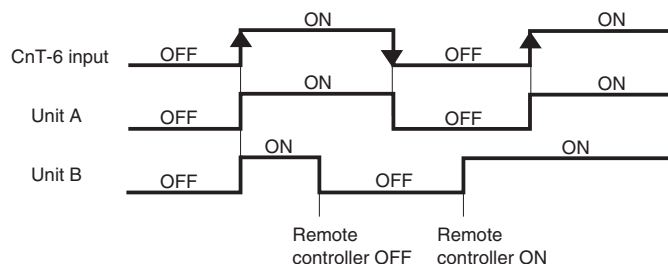 ON ON
CnT-6 input OFF OFF
ON ON
Unit A OFF OFF
ON ON
Unit B OFF OFF
Remote Remote
controller OFF controller ON